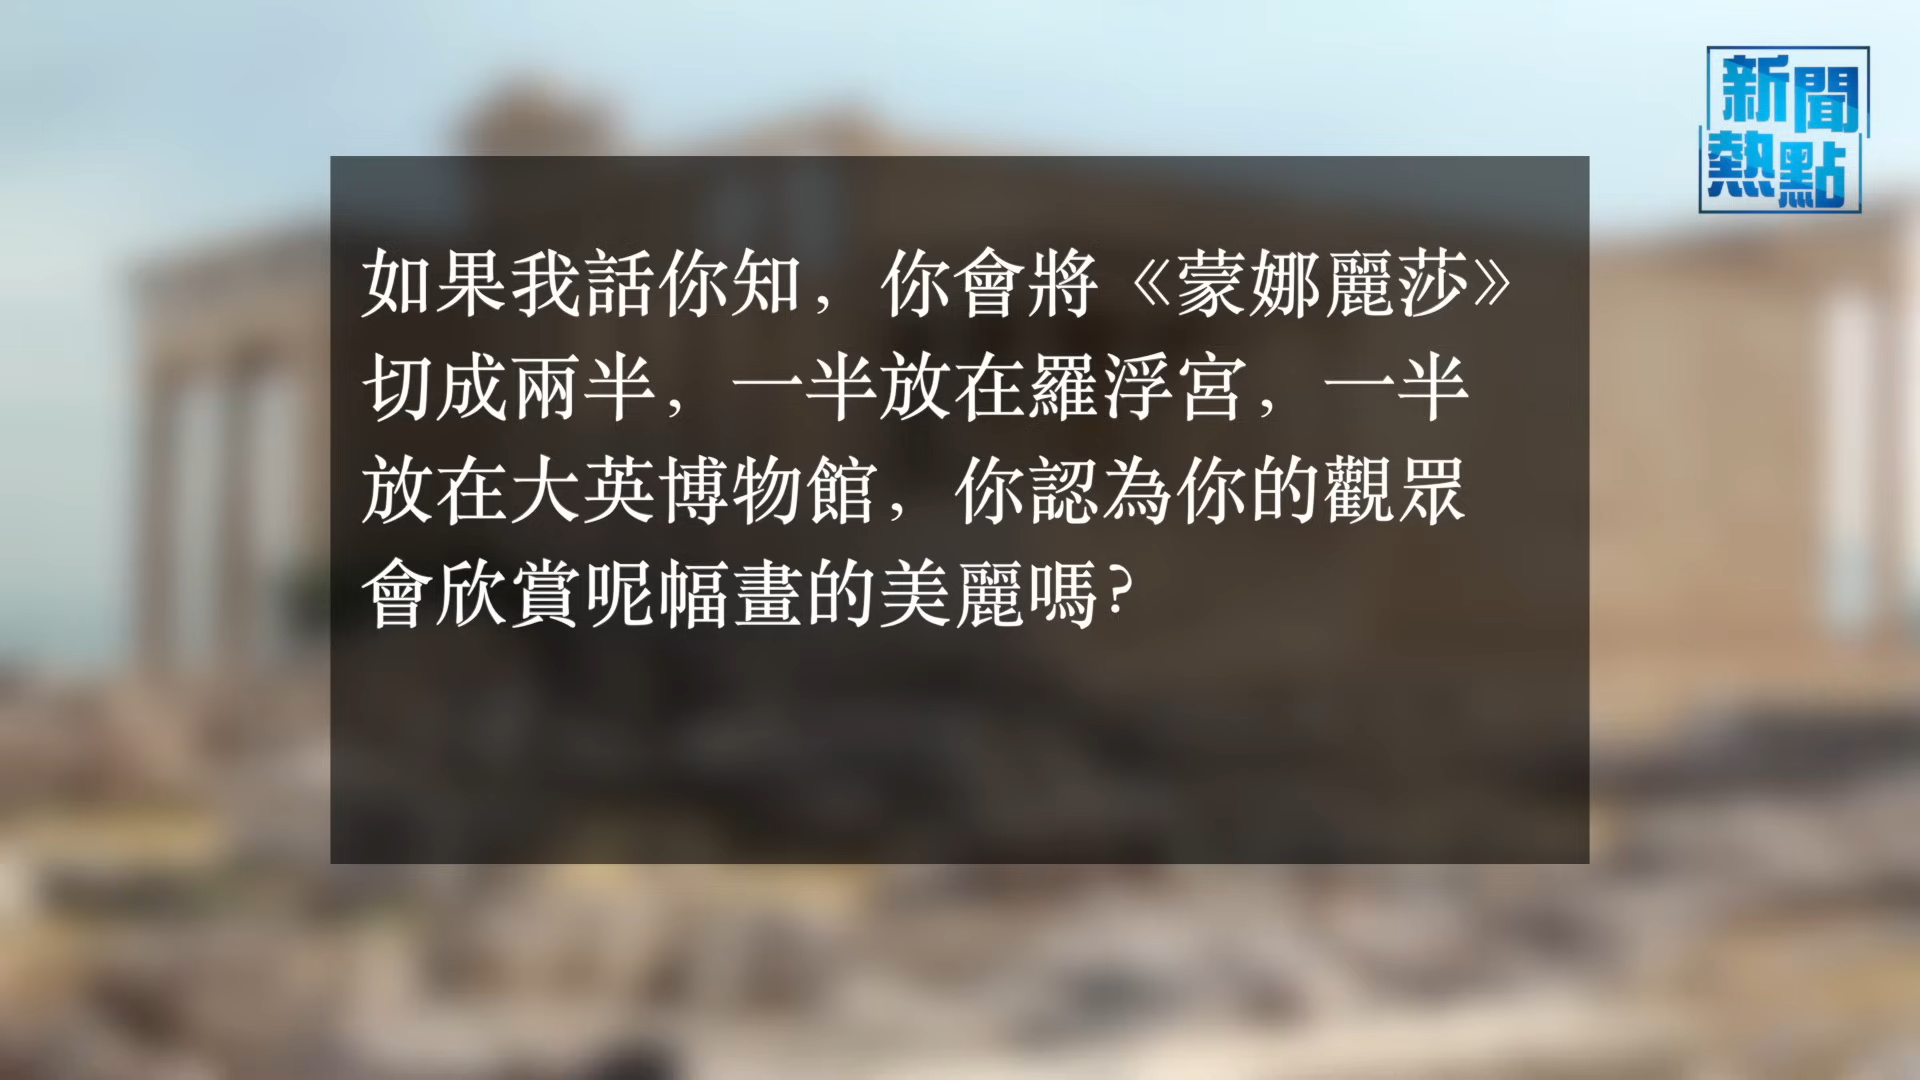 新聞
熱點
如果我話你知，你會將《蒙娜麗莎》
切成兩半，一半放在羅浮宮，一半
放在大英博物館，你認為你的觀眾
會欣賞呢幅畫的美麗嗎？